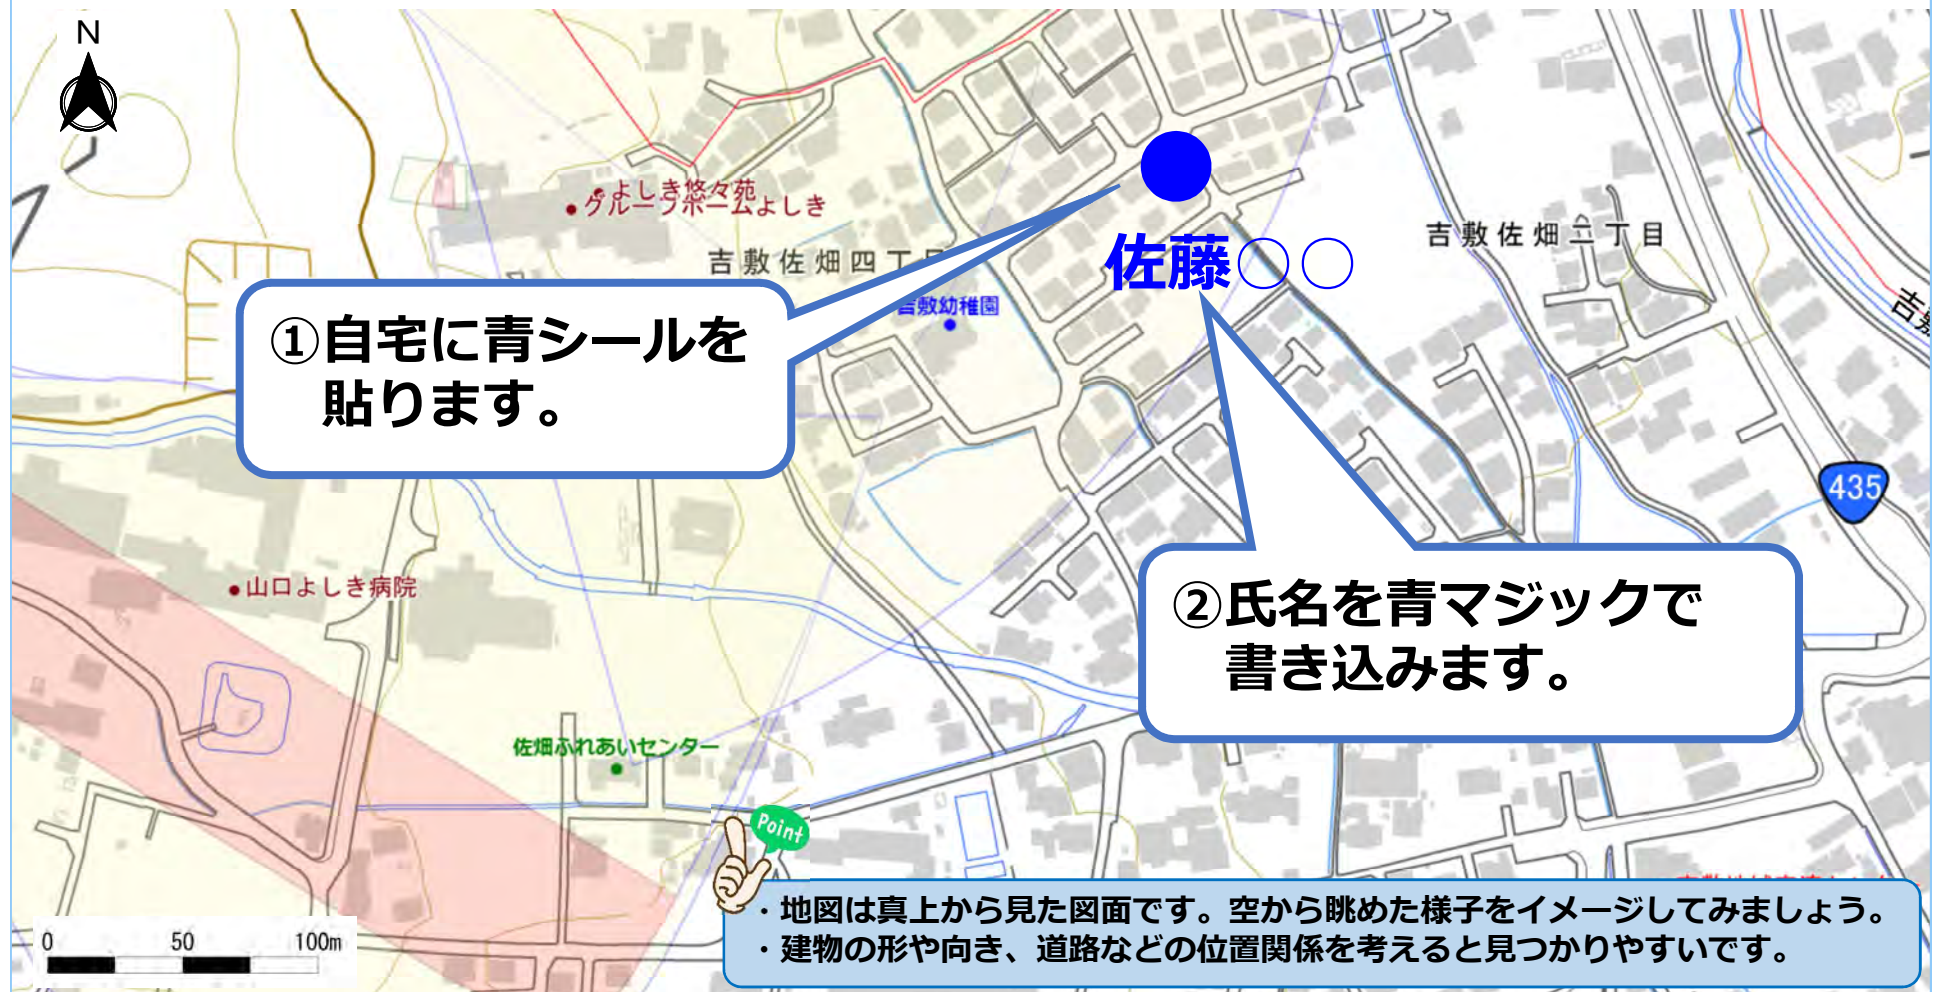 N
よしき悠々苑
グループホームよしき
吉敷佐畑四丁目
佐藤○○
吉敷佐畑二丁目
吉敷幼稚園
①自宅に青シールを
貼ります。
435
山口よしき病院
②氏名を青マジックで
書き込みます。
佐畑ふれあいセンター
Point
・地図は真上から見た図面です。空から眺めた様子をイメージしてみましょう。
・建物の形や向き、道路などの位置関係を考えると見つかりやすいです。
0 50 100m